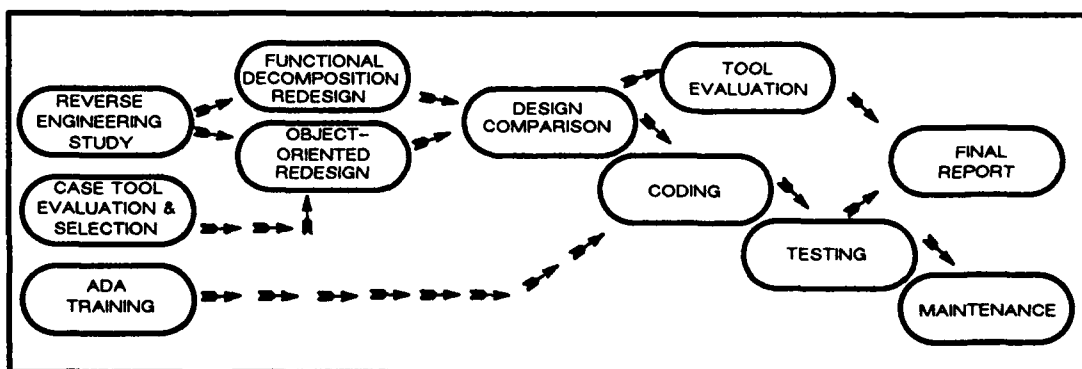 REVERSE
ENGINEERING
STUDY
FUNCTIONAL
DECOMPOSITION
REDESIGN
OBJECT-
ORIENTED
REDESIGN
CASE TOOL
EVALUATION &
SELECTION
ADA
TRAINING
DESIGN
COMPARISON
TOOL
EVALUATION
CODING
TESTING
FINAL
REPORT
MAINTENANCE